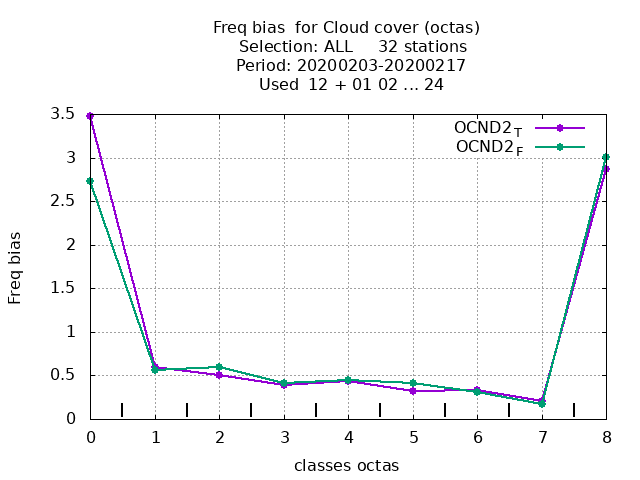 Freq bias  for Cloud cover (octas)
Selection: ALL     32 stations
Period: 20200203-20200217
Used  12 + 01 02 ... 24
OCND2T
OCND2F
3.5
3
2.5
2
1.5
1
0.5
0
Freq bias
0 1 2 3 4 5 6 7 8
classes octas